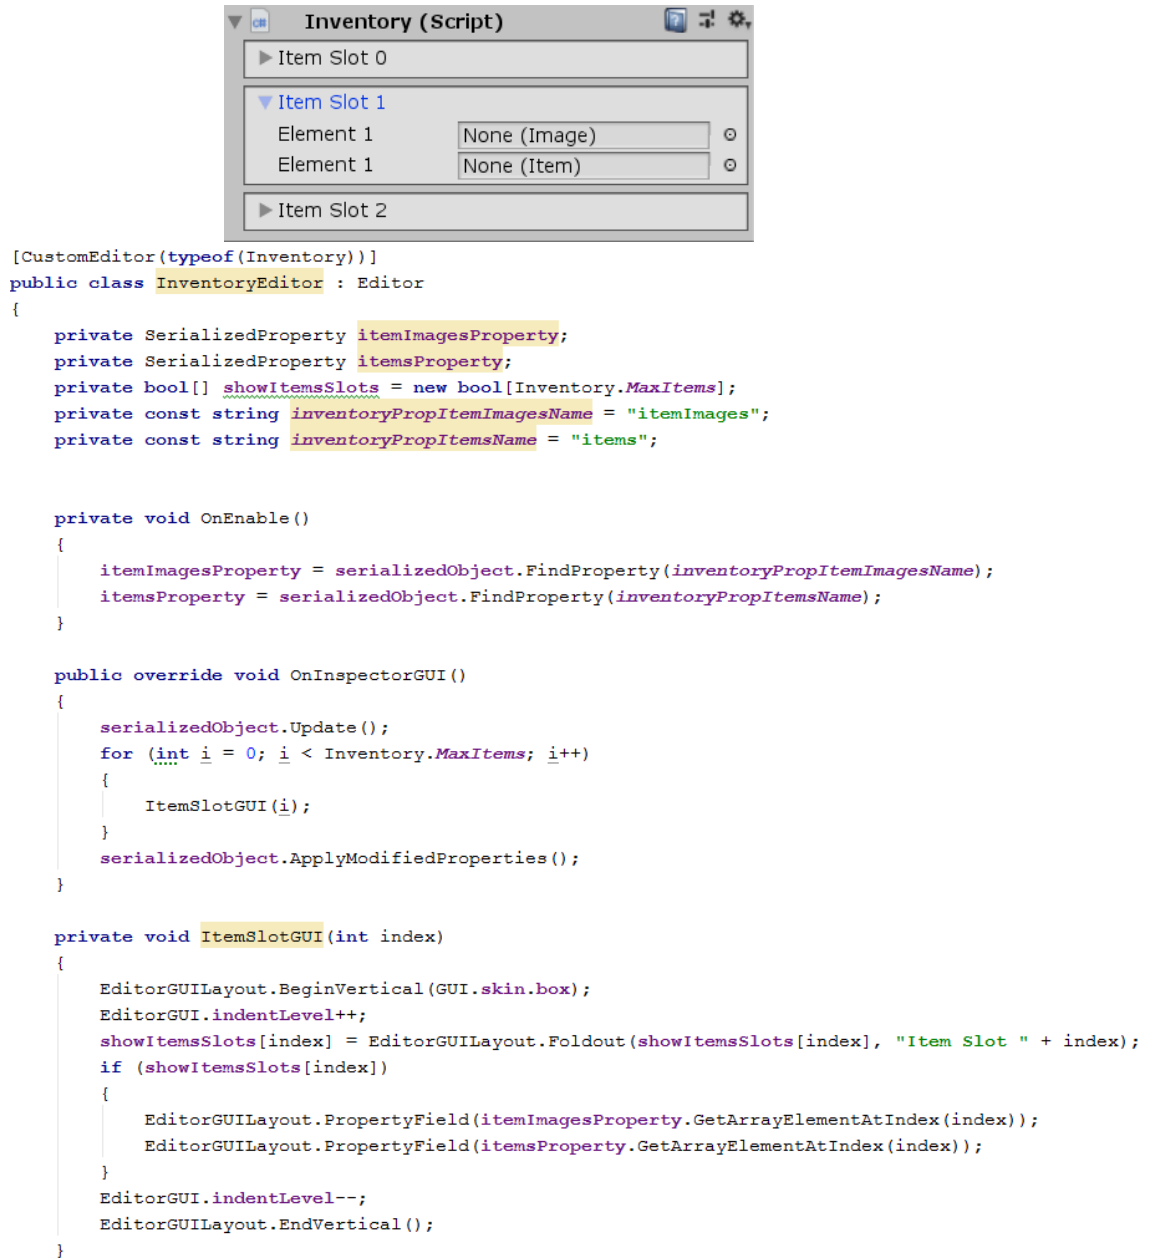 c# Inventory (Script)
Item Slot 0
Item Slot 1
Element 1 None (Image)
Element 1 None (Item)
Item Slot 2
[CustomEditor(typeof(Inventory))]
public class InventoryEditor : Editor
{
    private SerializedProperty itemImagesProperty;
    private SerializedProperty itemsProperty;
    private bool[] showItemsSlots = new bool[Inventory.MaxItems];
    private const string inventoryPropItemImagesName = "itemImages";
    private const string inventoryPropItemsName = "items";
    private void OnEnable()
    {
        itemImagesProperty = serializedObject.FindProperty(inventoryPropItemImagesName);
        itemsProperty = serializedObject.FindProperty(inventoryPropItemsName);
    }
    public override void OnInspectorGUI()
    {
        serializedObject.Update();
        for (int i = 0; i < Inventory.MaxItems; i++)
        {
            ItemSlotGUI(i);
        }
        serializedObject.ApplyModifiedProperties();
    }
    private void ItemSlotGUI(int index)
    {
        EditorGUILayout.BeginVertical(GUI.skin.box);
        EditorGUI.indentLevel++;
        showItemsSlots[index] = EditorGUILayout.Foldout(showItemsSlots[index], "Item Slot " + index);
        if (showItemsSlots[index])
        {
            EditorGUILayout.PropertyField(itemImagesProperty.GetArrayElementAtIndex(index));
            EditorGUILayout.PropertyField(itemsProperty.GetArrayElementAtIndex(index));
        }
        EditorGUI.indentLevel--;
        EditorGUILayout.EndVertical();
    }